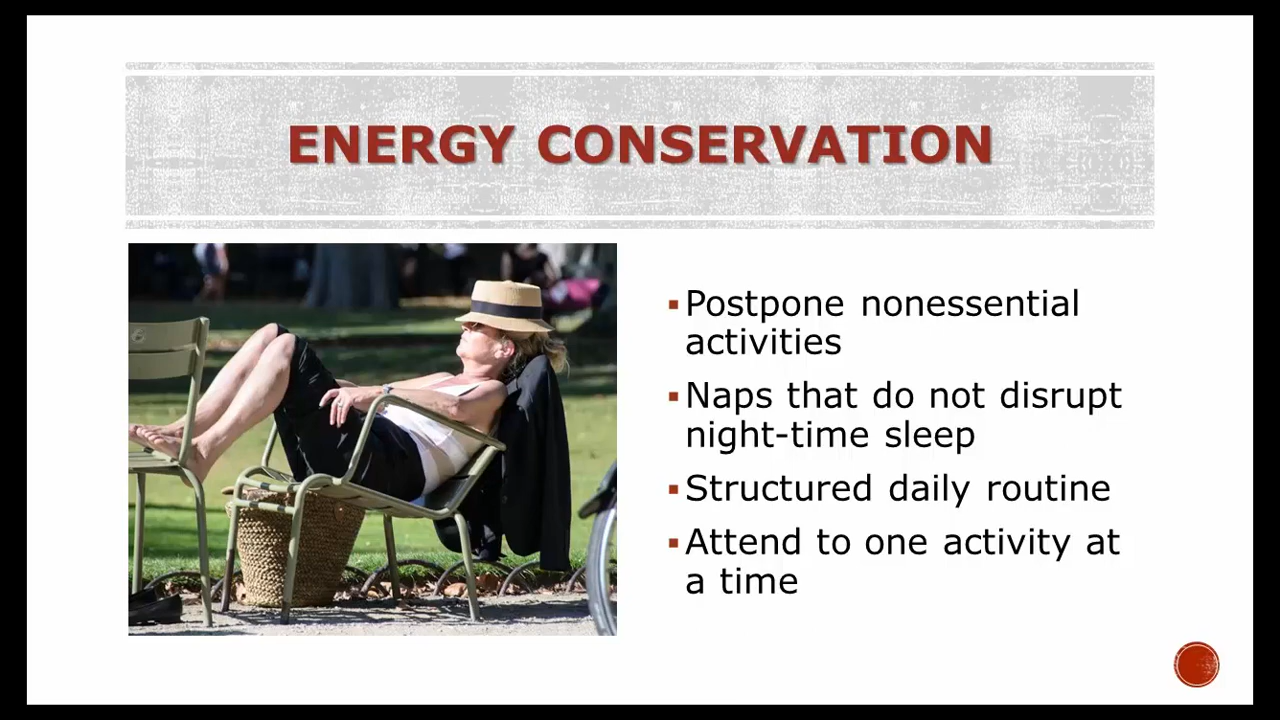 ENERGY CONSERVATION
Postpone nonessential
activities
Naps that do not disrupt
night-time sleep
Structured daily routine
Attend to one activity at
a time